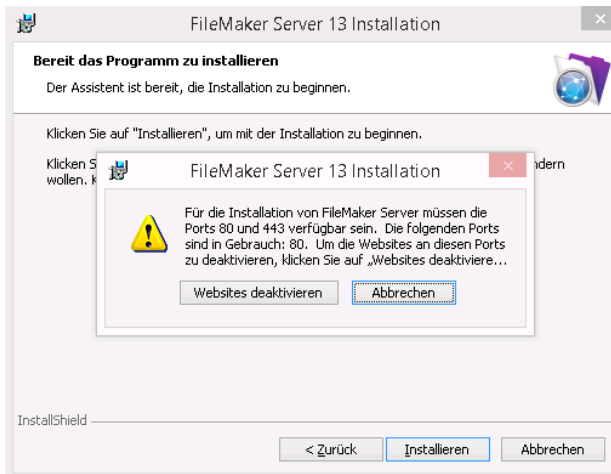 FileMaker Server 13 Installation
Bereit das Programm zu installieren
Der Assistent ist bereit, die Installation zu beginnen.
Klicken Sie auf "Installieren", um mit der Installation zu beginnen.
Klicken
wollen.
FileMaker Server 13 Installation
Für die Installation von FileMaker Server müssen die
Ports 80 und 443 verfügbar sein. Die folgenden Ports
sind in Gebrauch: 80. Um die Websites an diesen Ports
zu deaktivieren, klicken Sie auf „Websites deaktiviere...
Websites deaktivieren
Abbrechen
InstallShield
< Zurück
Installieren
Abbrechen